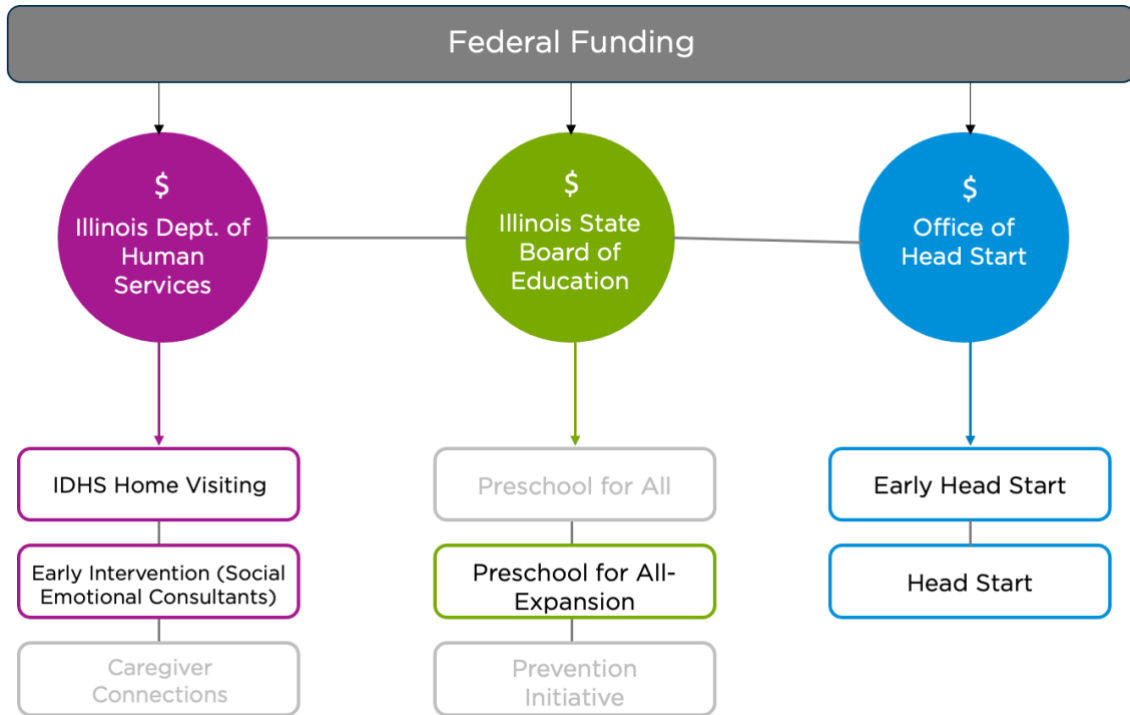 Federal Funding
$
Illinois Dept. of
Human
Services
$
Illinois State
Board of
Education
$
Office of
Head Start
IDHS Home Visiting
Early Intervention (Social
Emotional Consultants)
Caregiver
Connections
Preschool for All
Preschool for All-
Expansion
Prevention
Initiative
Early Head Start
Head Start